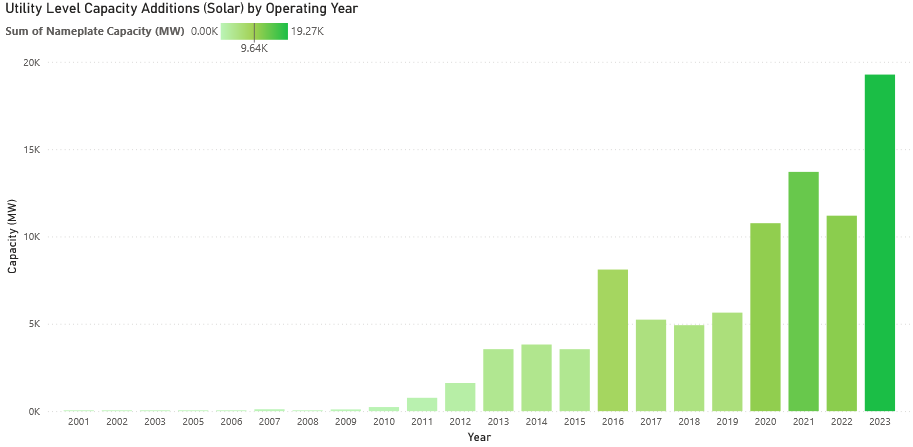 Utility Level Capacity Additions (Solar) by Operating Year
Sum of Nameplate Capacity (MW) 0.00K 19.27K
9.64K
20K
15K
10K
5K
0K
Capacity (MW)
2001 2002 2003 2005 2006 2007 2008 2009 2010 2011 2012 2013 2014 2015 2016 2017 2018 2019 2020 2021 2022 2023
Year